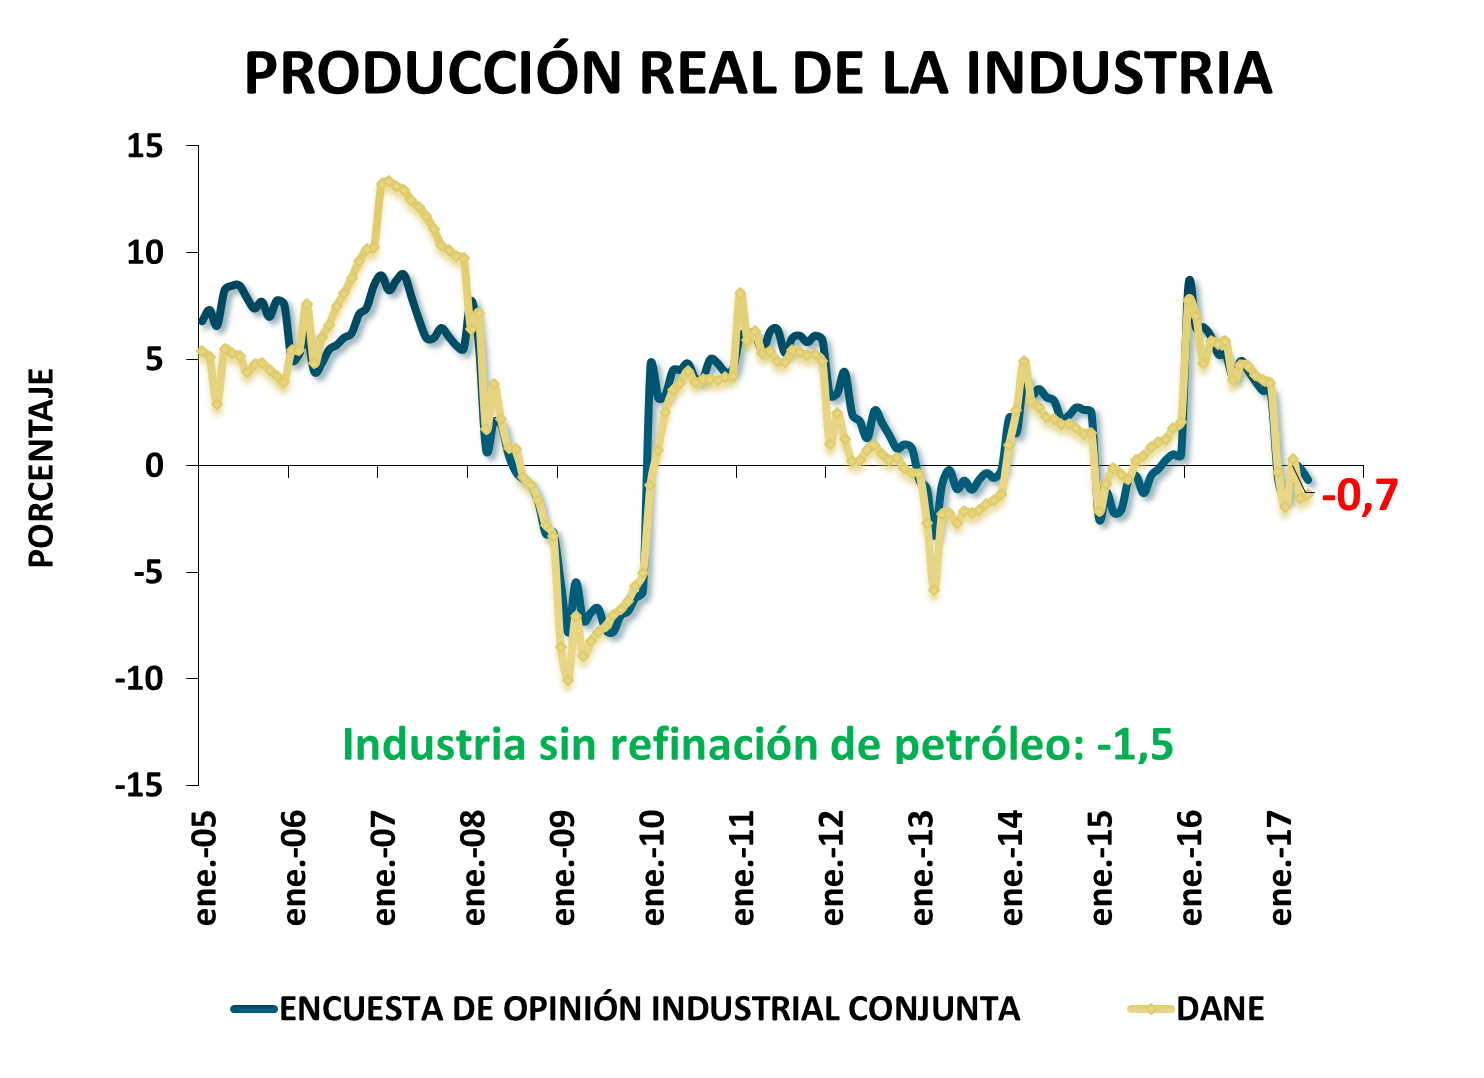 PRODUCCIÓN REAL DE LA INDUSTRIA
PORCENTAJE
15
10
5
0
-5
-10
-15
-0,7
Industria sin refinación de petróleo: -1,5
ene.-05
ene.-06
ene.-07
ene.-08
ene.-09
ene.-10
ene.-11
ene.-12
ene.-13
ene.-14
ene.-15
ene.-16
ene.-17
ENCUESTA DE OPINIÓN INDUSTRIAL CONJUNTA
DANE